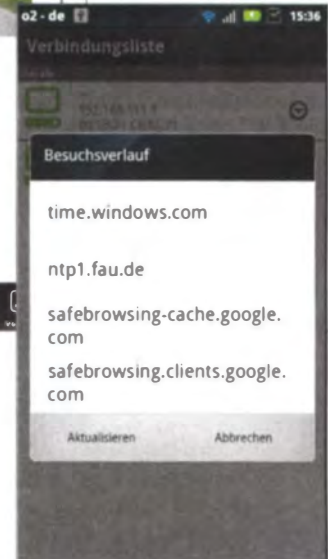 o2 - de 15:36
Verbindungsliste
Besuchsverlauf
time.windows.com
ntp1.fau.de
safebrowsing-cache.google.
com
safebrowsing.clients.google.
com
Aktualisieren Abbrechen